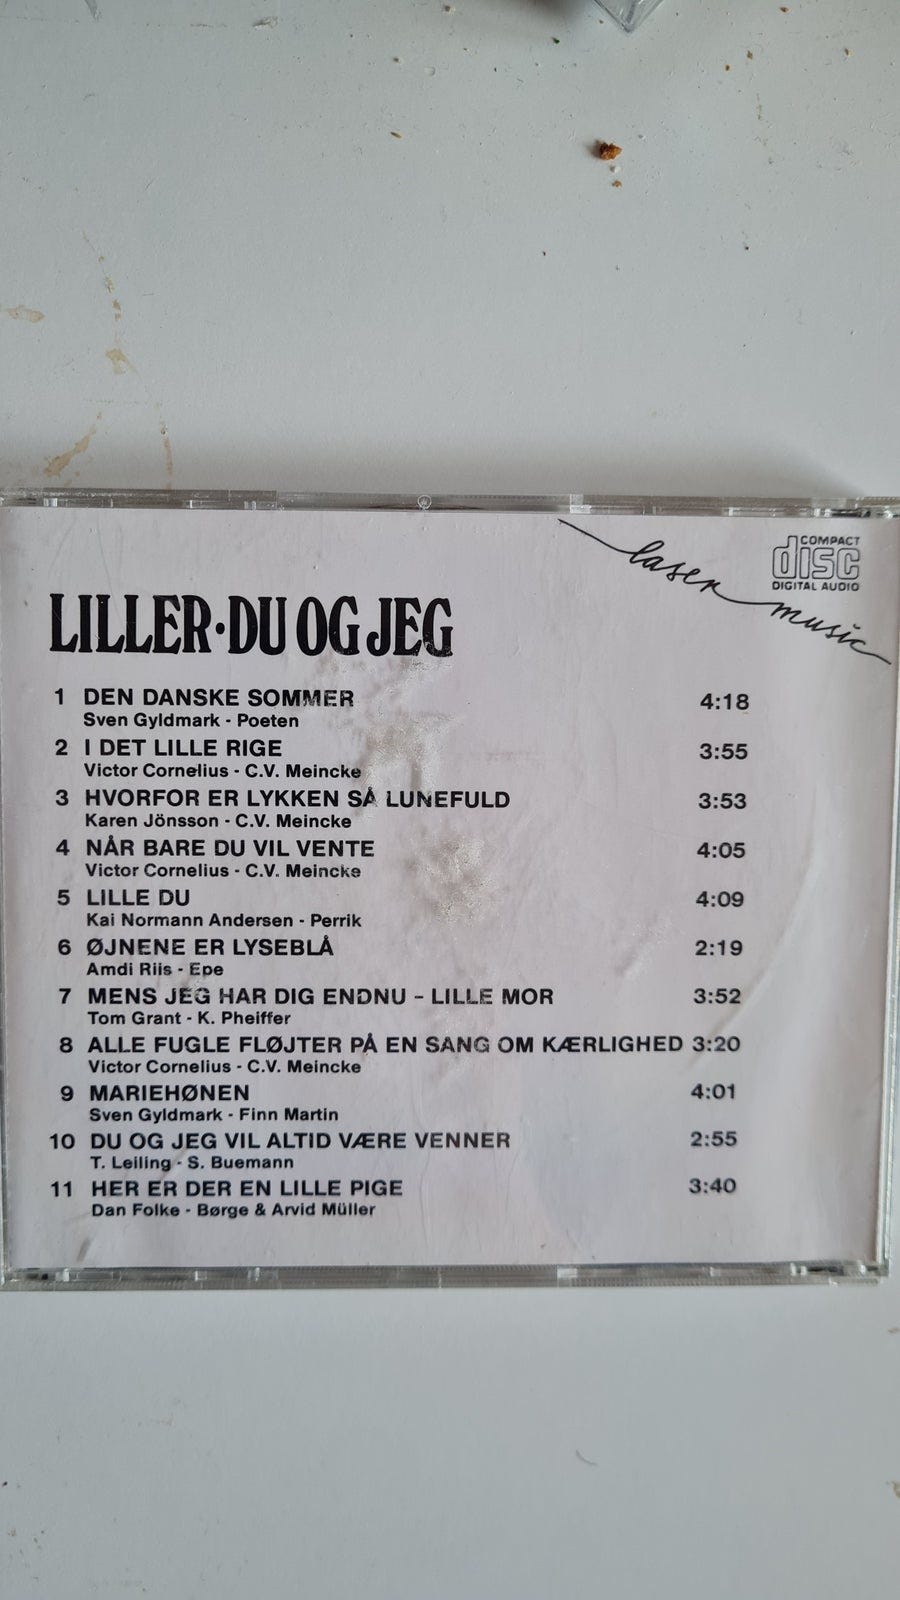 laser music
COMPACT
disc
DIGITAL AUDIO
LILLER·DU OG JEG
1 DEN DANSKE SOMMER 4:18
Sven Gyldmark - Poeten
2 I DET LILLE RIGE 3:55
Victor Cornelius - C.V. Meincke
3 HVORFOR ER LYKKEN SÅ LUNEFULD 3:53
Karen Jönsson - C.V. Meincke
4 NÅR BARE DU VIL VENTE 4:05
Victor Cornelius - C.V. Meincke
5 LILLE DU 4:09
Kai Normann Andersen - Perrik
6 ØJNENE ER LYSEBLÅ 2:19
Amdi Riis - Epe
7 MENS JEG HAR DIG ENDNU - LILLE MOR 3:52
Tom Grant - K. Pheiffer
8 ALLE FUGLE FLØJTER PÅ EN SANG OM KÆRLIGHED 3:20
Victor Cornelius - C.V. Meincke
9 MARIEHØNEN 4:01
Sven Gyldmark - Finn Martin
10 DU OG JEG VIL ALTID VÆRE VENNER 2:55
T. Leiling - S. Buemann
11 HER ER DER EN LILLE PIGE 3:40
Dan Folke - Børge & Arvid Müller